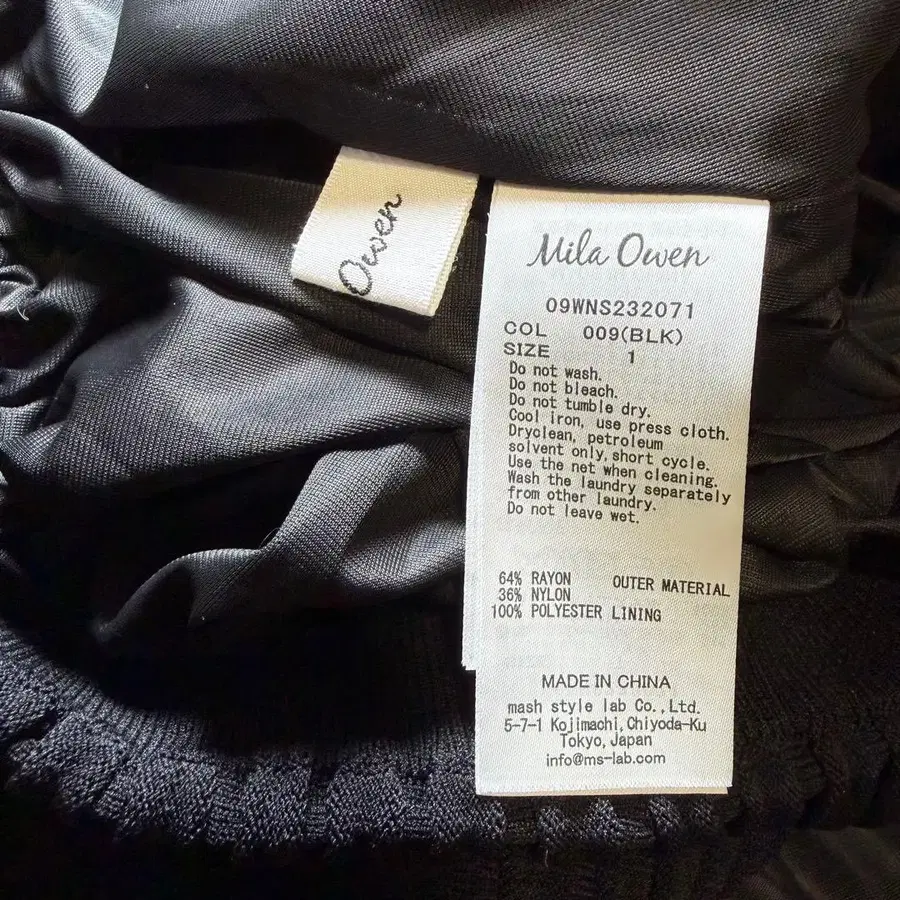 Owen
Mila Owen
09WNS232071
COL 009(BLK)
SIZE 1
Do not wash.
Do not bleach.
Do not tumble dry.
Cool iron, use press cloth.
Dryclean, petroleum
solvent only, short cycle.
Use the net when cleaning.
Wash the laundry separately
from other laundry.
Do not leave wet.
64% RAYON OUTER MATERIAL
36% NYLON
100% POLYESTER LINING
MADE IN CHINA
mash style lab Co.,Ltd.
5-7-1 Kojimachi,Chiyoda-Ku
Tokyo,Japan
info@ms-lab.com